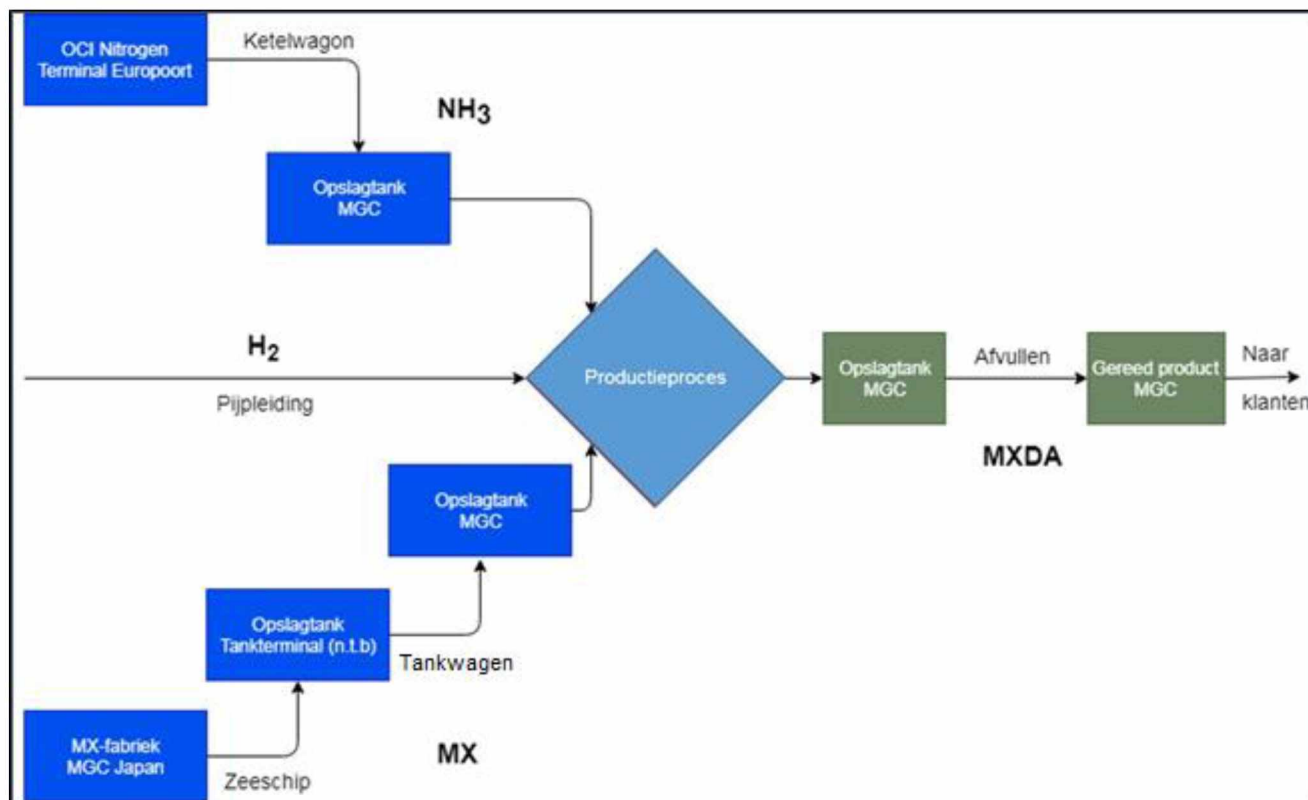 OCI Nitrogen
Terminal Europoort
Ketelwagon
NH₃
Opslagtank
MGC
H₂
Pijpleiding
Productieproces
Opslagtank
MGC
Afvullen
Gereed product
MGC
Naar
klanten
MXDA
Opslagtank
MGC
Opslagtank
Tankterminal (n.t.b)
Tankwagen
MX-fabriek
MGC Japan
Zeeschip
MX